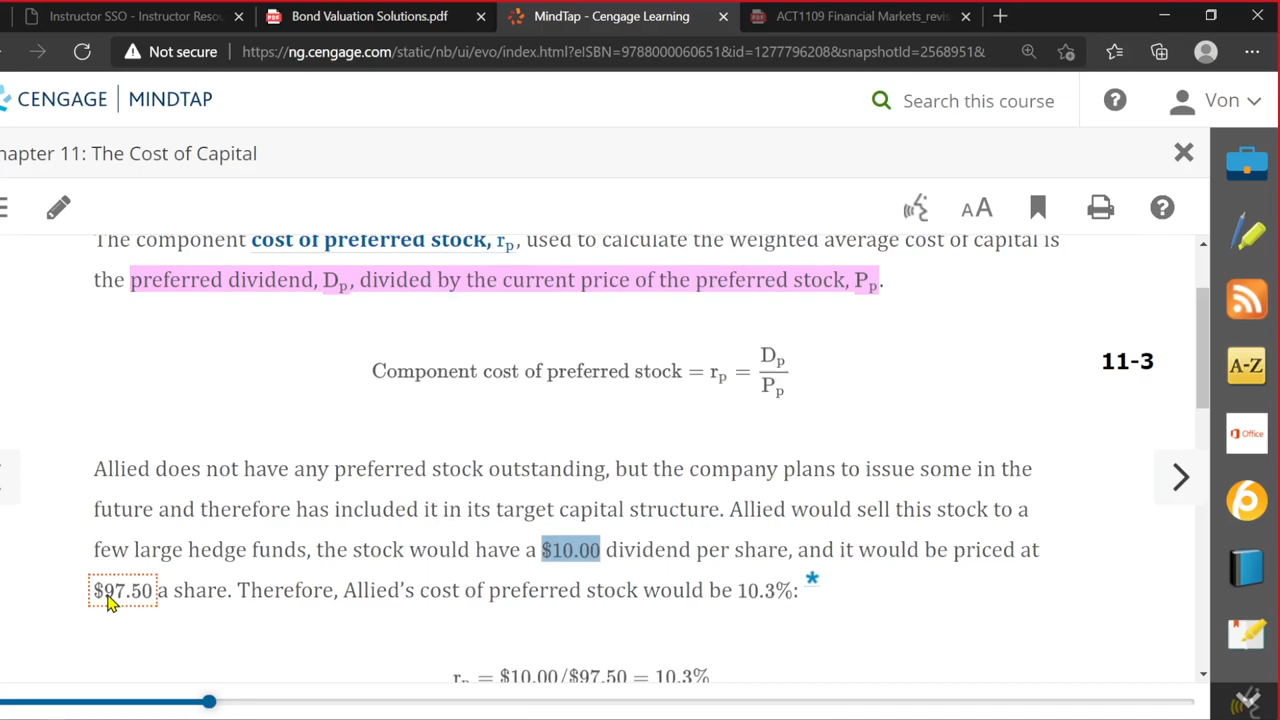 Instructor SSO - Instructor Resou
Bond Valuation Solutions.pdf
MindTap - Cengage Learning
ACT1109 Financial Markets_revis
Not secure
https://ng.cengage.com/static/nb/ui/evo/index.html?eISBN=9788000060651&id=1277796208&snapshotId=2568951&
CENGAGE | MINDTAP
Search this course
Von
hapter 11: The Cost of Capital
AA
The component cost of preferred stock, rp, used to calculate the weighted average cost of capital is
the preferred dividend, Dp, divided by the current price of the preferred stock, Pp.
Component cost of preferred stock = rp = Dp/Pp
11-3
A-Z
Office
Allied does not have any preferred stock outstanding, but the company plans to issue some in the
future and therefore has included it in its target capital structure. Allied would sell this stock to a
few large hedge funds, the stock would have a $10.00 dividend per share, and it would be priced at
$97.50 a share. Therefore, Allied's cost of preferred stock would be 10.3%: *
rp = $10.00/$97.50 = 10.3%